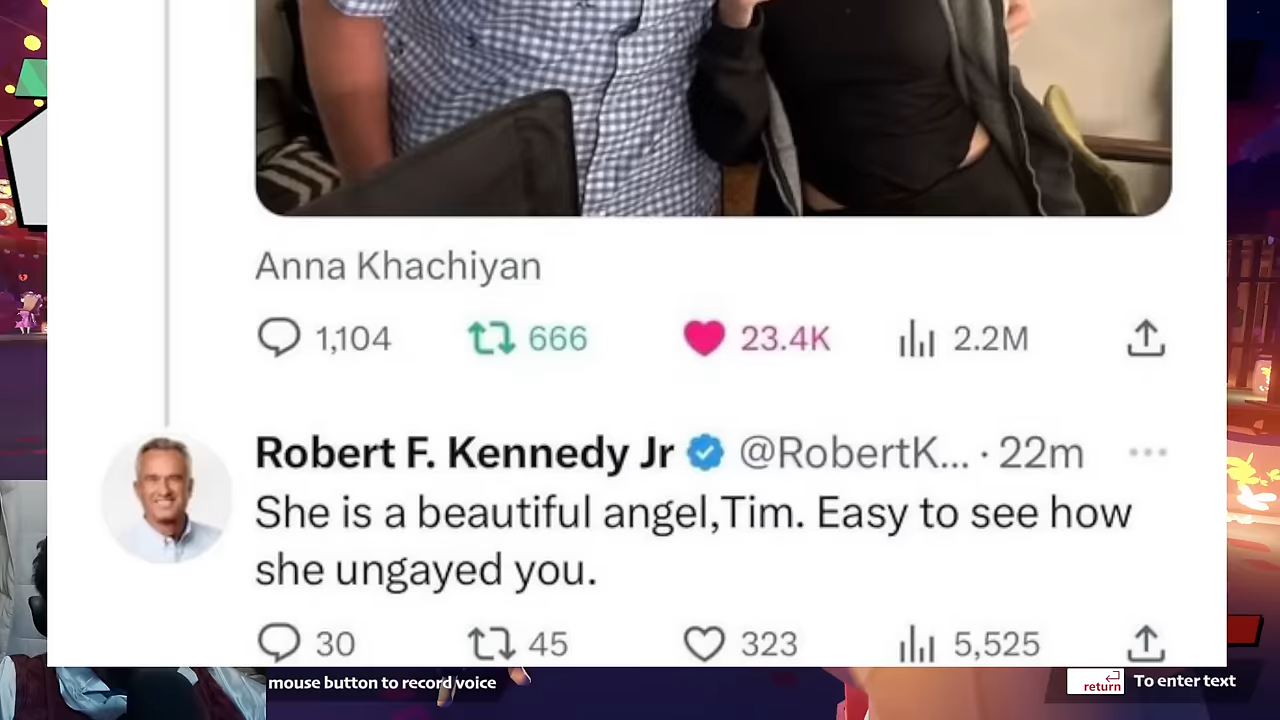 Anna Khachiyan
1,104 666 23.4K 2.2M
Robert F. Kennedy Jr @RobertK... · 22m ...
She is a beautiful angel,Tim. Easy to see how
she ungayed you.
30 45 323 5,525
mouse button to record voice
return To enter text